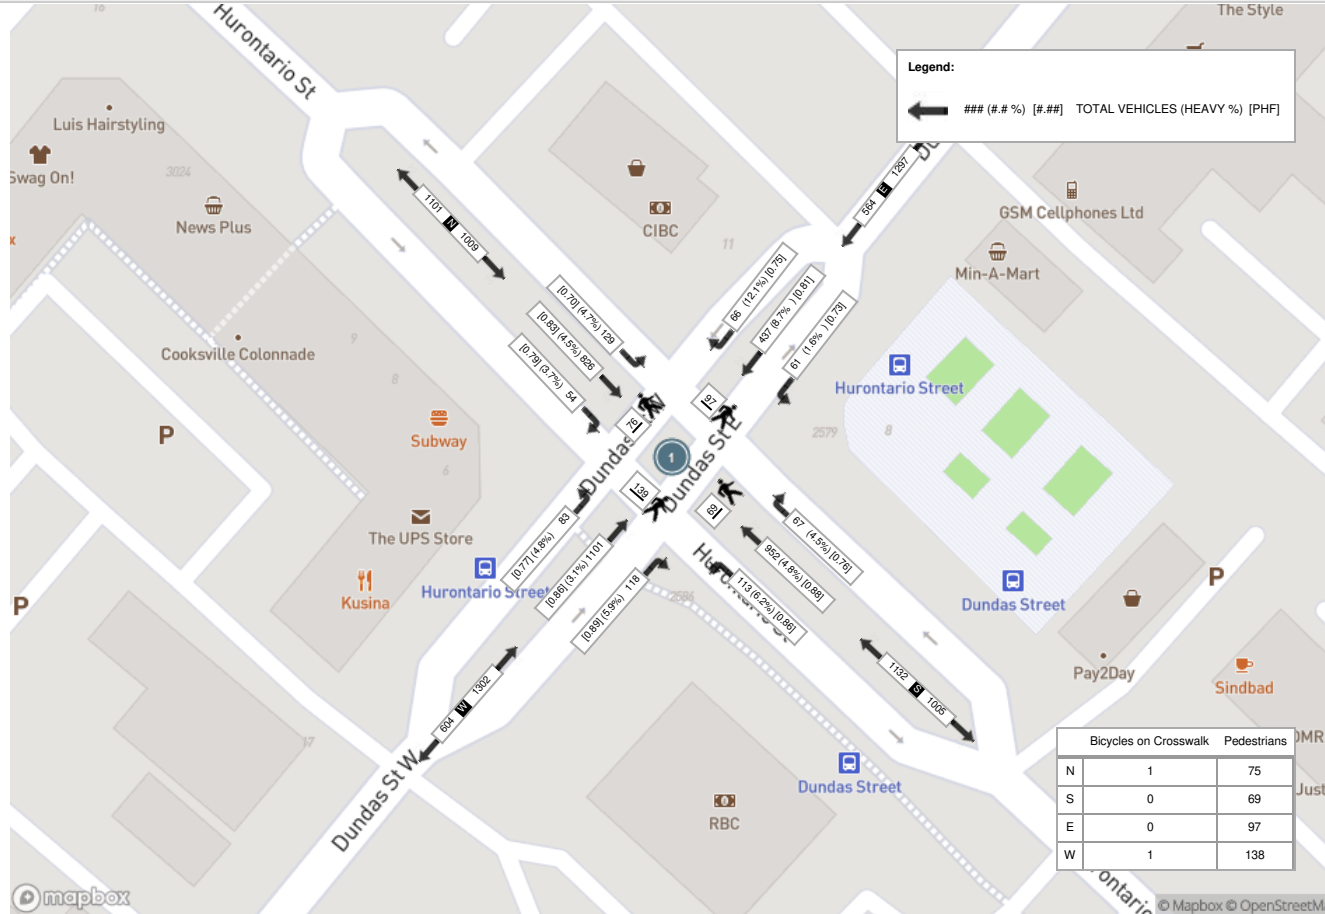 16
The Style
Hurontario St
Legend:
### (#.# %) [#.##] TOTAL VEHICLES (HEAVY %) [PHF]
Luis Hairstyling
Swag On!
3024
News Plus
CIBC
11
GSM Cellphones Ltd
Min-A-Mart
564 E 1297
1101 N 1009
66 (12.1%) [0.75]
437 (8.7% ) [0.81]
61 (1.6% ) [0.73]
[0.70] (4.7%) 129
[0.83] (4.5%) 826
[0.79] (3.7%) 54
Cooksville Colonnade
9
8
Hurontario Street
97
76
2579
8
P
Subway
6
1
Dundas St E
139
69
The UPS Store
Kusina
Hurontario Street
[0.77] (4.8%) 83
[0.86] (3.1%) 1101
[0.89] (5.9%) 118
67 (4.5%) [0.76]
952 (4.8%) [0.88]
113 (6.2%) [0.86]
2586
Dundas Street
P
P
Pay2Day
Sindbad
604 W 1302
1132 S 1005
17
Dundas St W
Dundas Street
RBC
Bicycles on Crosswalk Pedestrians
N 1 75
S 0 69
E 0 97
W 1 138
mapbox
© Mapbox © OpenStreetM